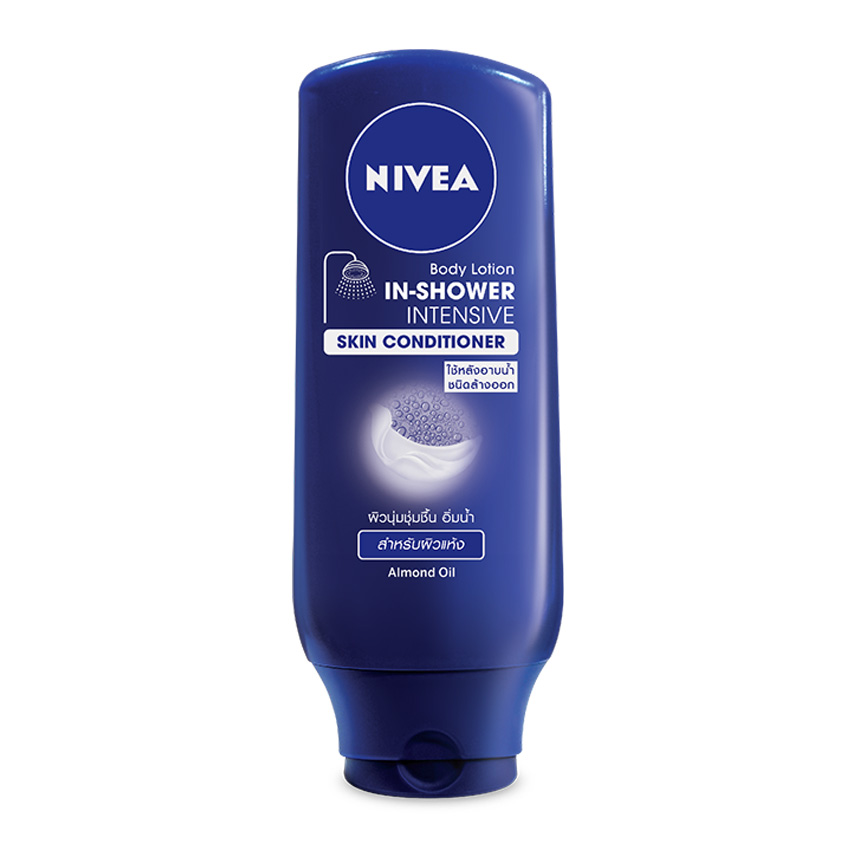 NIVEA
Body Lotion
IN-SHOWER
INTENSIVE
SKIN CONDITIONER
ใช้หลังอาบน้ำ
ชนิดล้างออก
ผิวนุ่มชุ่มชื้น อิ่มน้ำ
สำหรับผิวแห้ง
Almond Oil